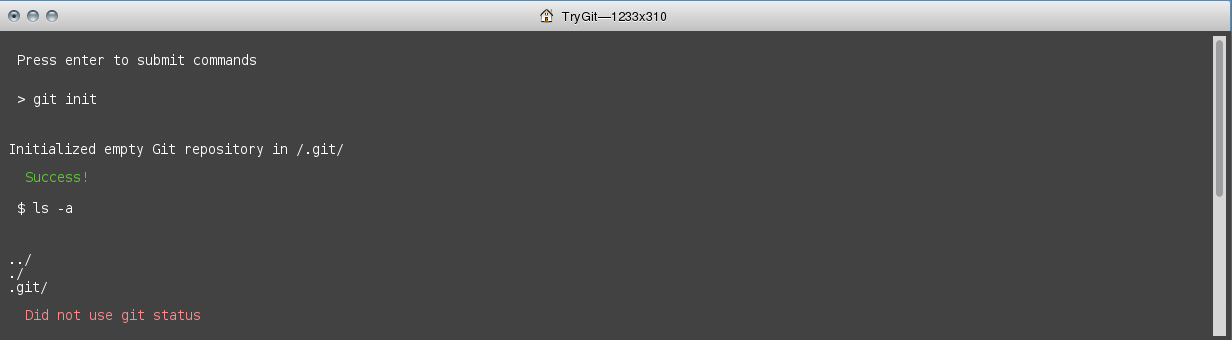 TryGit—1233x310
Press enter to submit commands
> git init
Initialized empty Git repository in /.git/
Success!
$ ls -a
../
./
.git/
Did not use git status